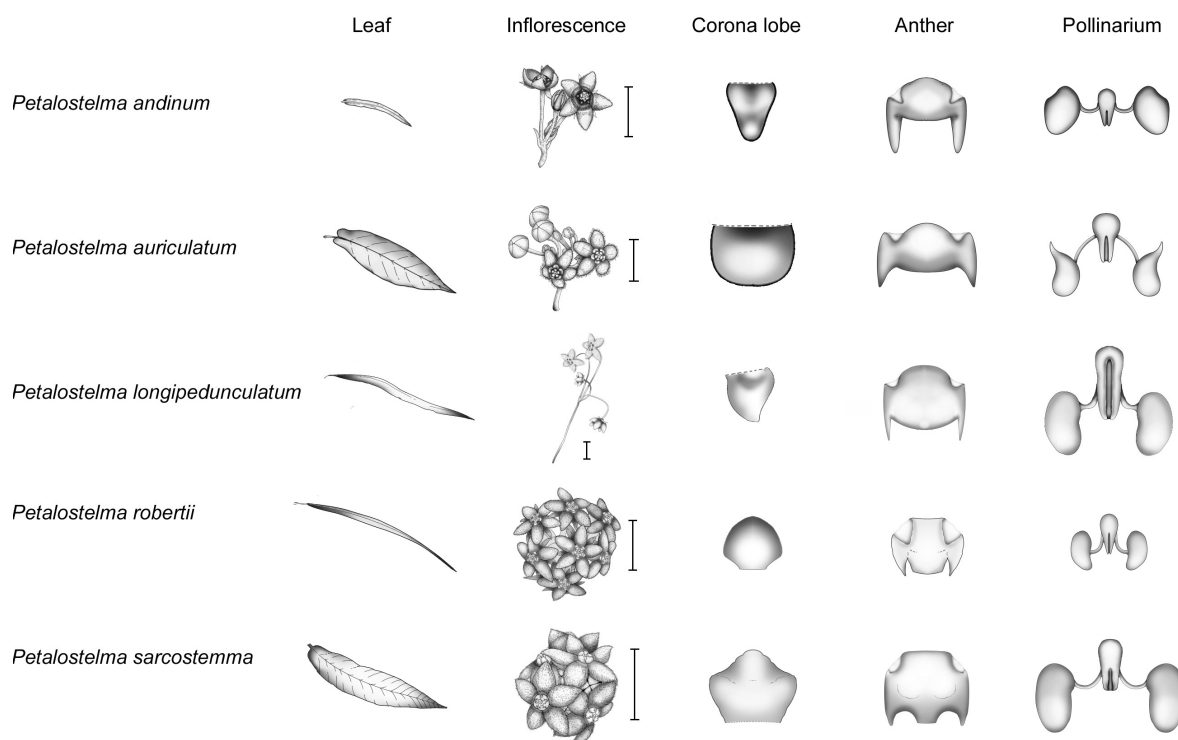 Leaf Inflorescence Corona lobe Anther Pollinarium
Petalostelma andinum
Petalostelma auriculatum
Petalostelma longipedunculatum
Petalostelma robertii
Petalostelma sarcostemma